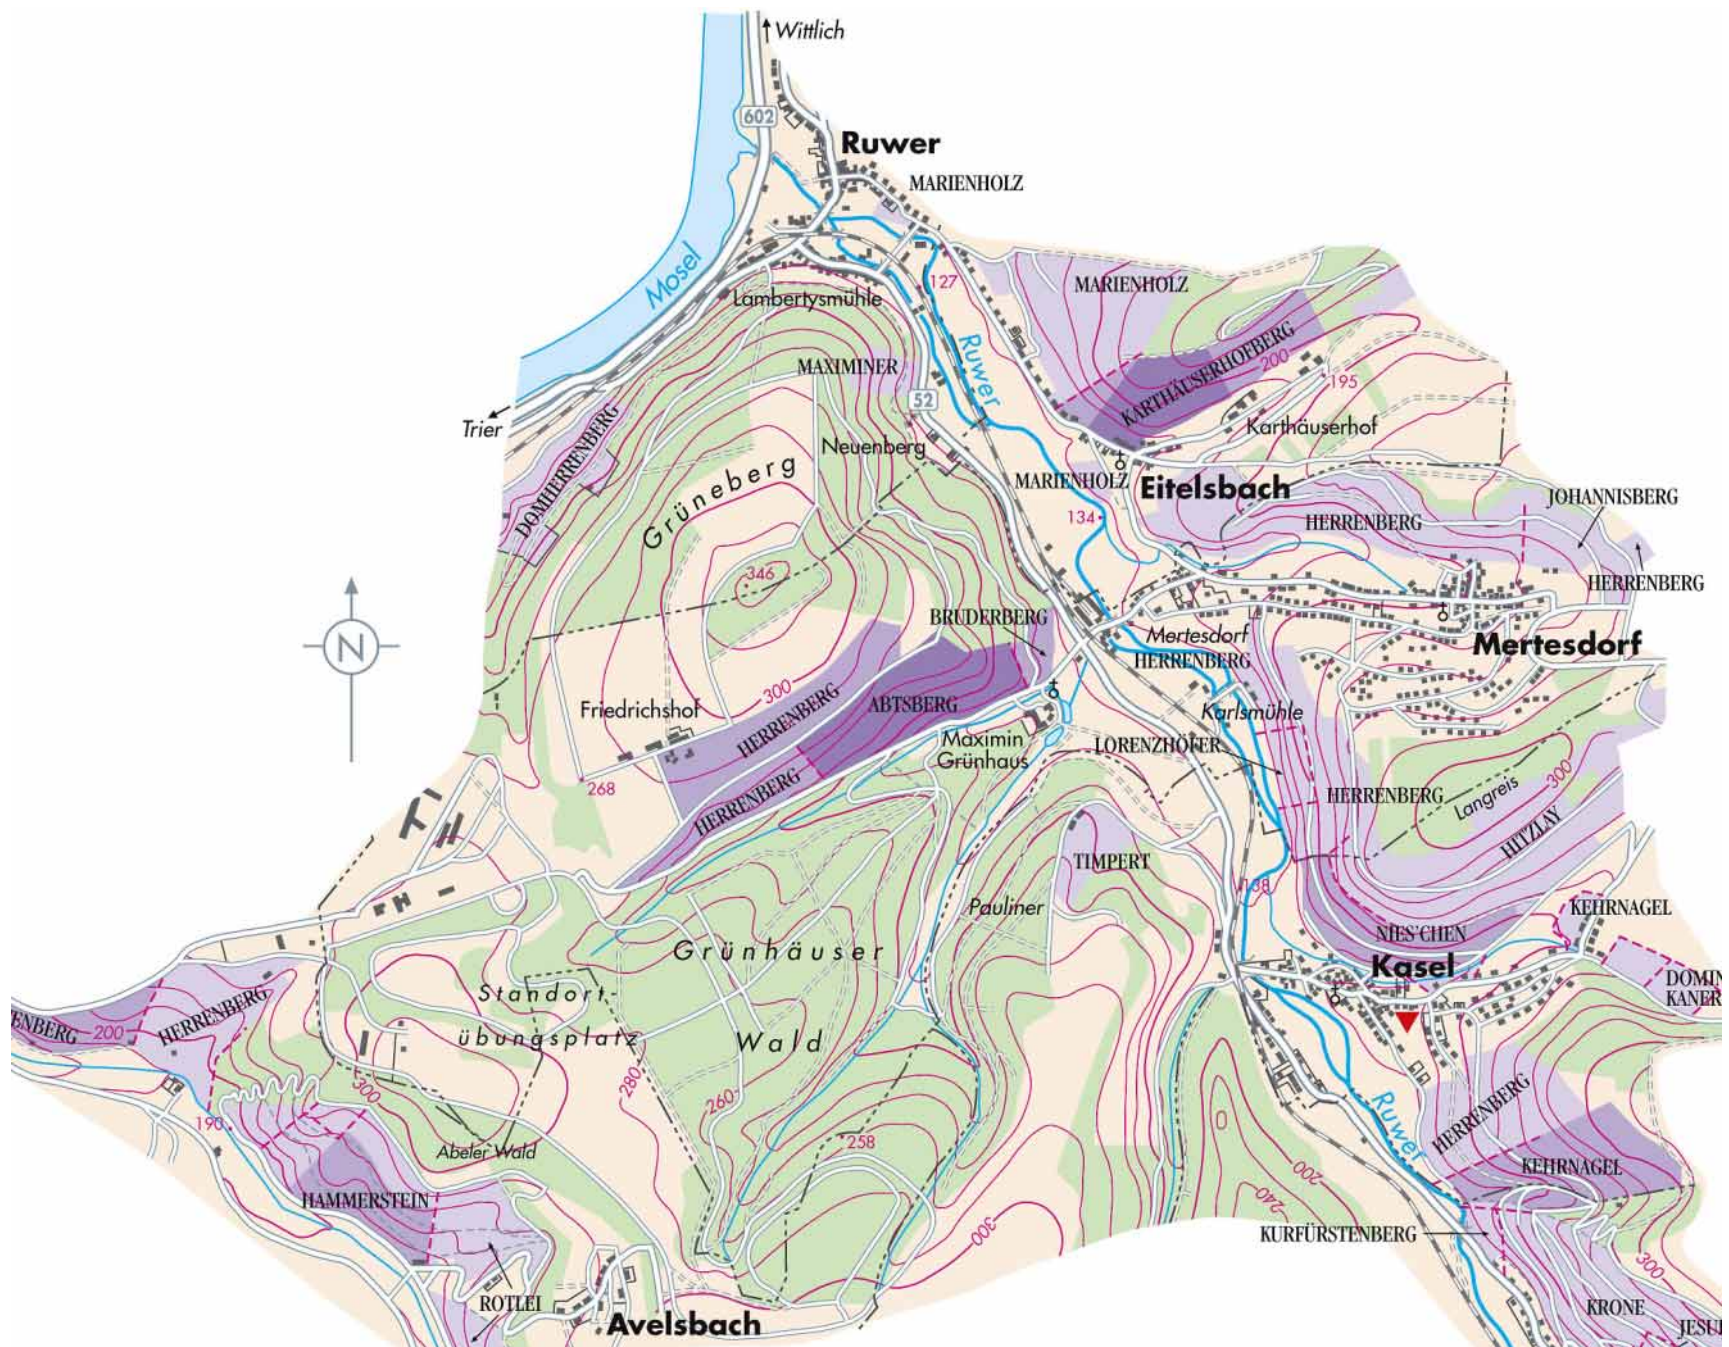 Wittlich
602
Ruwer
MARIENHOLZ
Mosel
127
MARIENHOLZ
Lambertysmühle
Ruwer
KARTHÄUSERHOFBERG
200
195
MAXIMINER
52
Trier
DOMHERRENBERG
Neuenberg
Karthäuserhof
Grüneberg
MARIENHOLZ
Eitelsbach
JOHANNISBERG
134
HERRENBERG
346
HERRENBERG
N
BRUDERBERG
Mertesdorf
HERRENBERG
Mertesdorf
300
Friedrichshof
HERRENBERG
ABTSBERG
Karlsmühle
Maximin
Grünhaus
LORENZHÖFER
268
HERRENBERG
HERRENBERG
Langreis
300
HITZLAY
TIMPERT
138
Pauliner
KEHRNAGEL
NIES'CHEN
Grünhäuser
Kasel
DOMIN
KANER
Standort-
übungsplatz
Wald
ENBERG
200
HERRENBERG
280
260
300
190
Abeler Wald
258
Ruwer
HERRENBERG
KEHRNAGEL
200
240
HAMMERSTEIN
300
KURFÜRSTENBERG
300
ROTLEI
KRONE
Avelsbach
JESUI